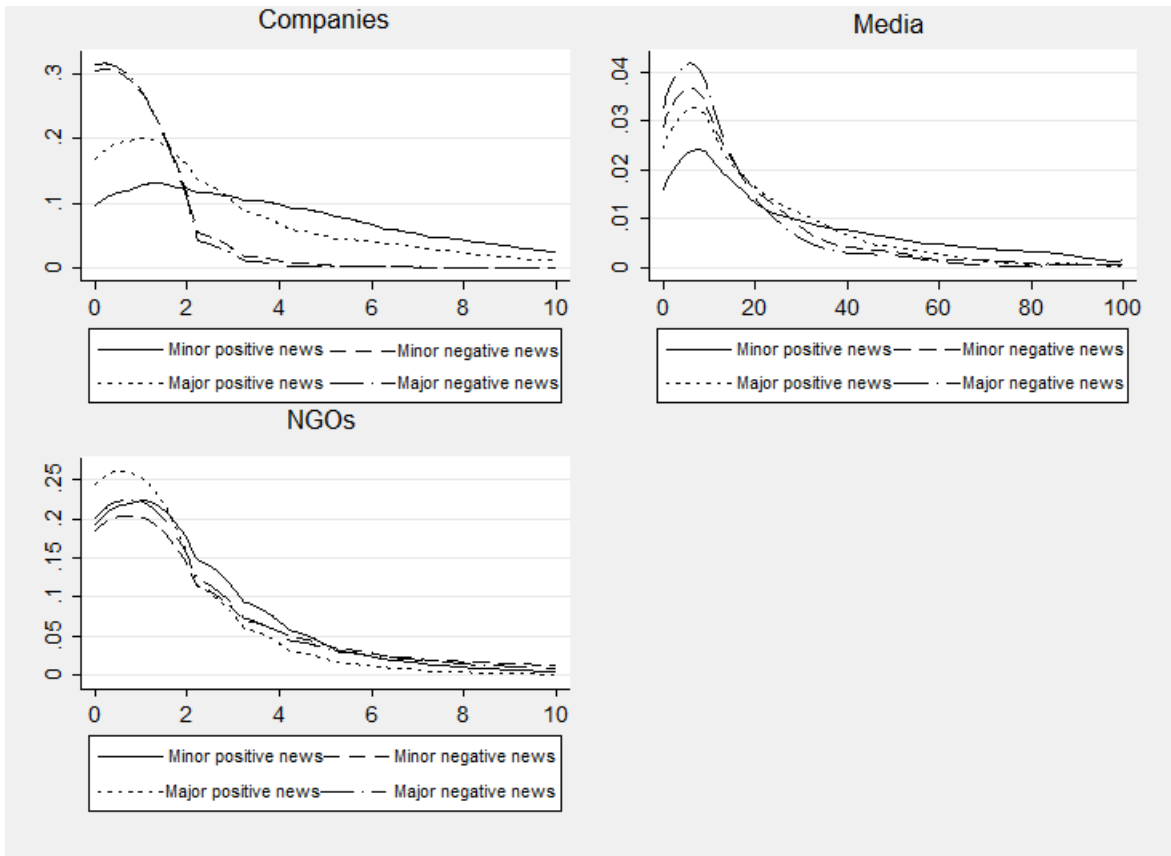 Companies
.3
.2
.1
0
0 2 4 6 8 10
Minor positive news Minor negative news
Major positive news Major negative news
Media
.04
.03
.02
.01
0
0 20 40 60 80 100
Minor positive news Minor negative news
Major positive news Major negative news
NGOs
.25
.2
.15
.1
.05
0
0 2 4 6 8 10
Minor positive news Minor negative news
Major positive news Major negative news